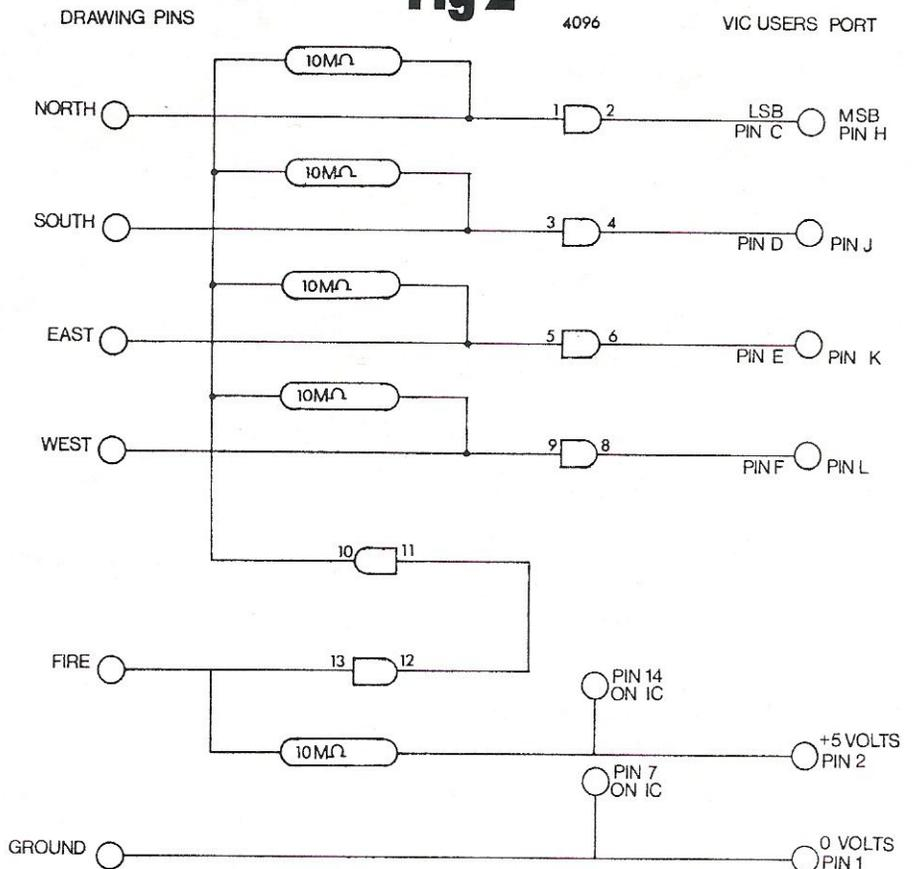 Fig 2
DRAWING PINS
4096
VIC USERS PORT
10MΩ
NORTH
1
2
LSB
PIN C
MSB
PIN H
10MΩ
SOUTH
3
4
PIN D
PIN J
10MΩ
EAST
5
6
PIN E
PIN K
10MΩ
WEST
9
8
PIN F
PIN L
10
11
FIRE
13
12
PIN 14
ON IC
10MΩ
+5 VOLTS
PIN 2
PIN 7
ON IC
GROUND
0 VOLTS
PIN 1